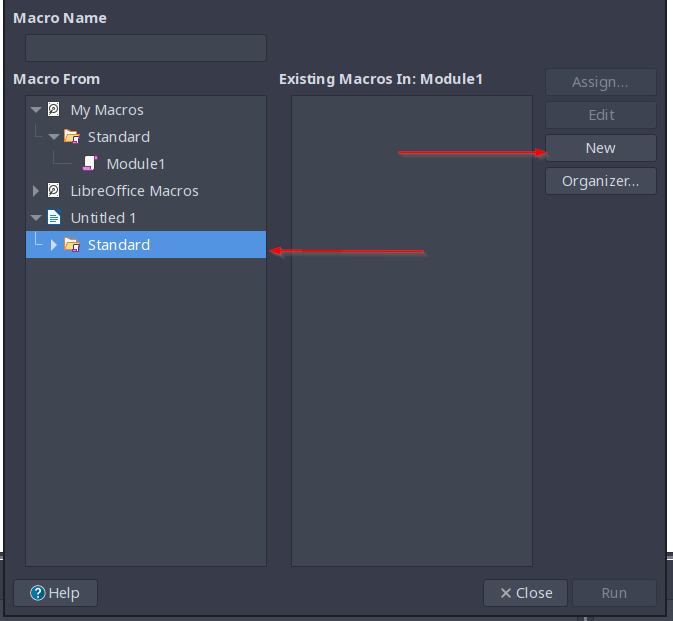 Macro Name
Macro From
Existing Macros In: Module1
Assign...
My Macros
Edit
Standard
New
Module1
Organizer...
LibreOffice Macros
Untitled 1
Standard
Help
Close
Run